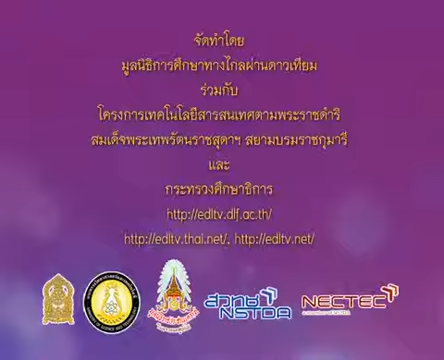 จัดทำโดย
มูลนิธิการศึกษาทางไกลผ่านดาวเทียม
ร่วมกับ
โครงการเทคโนโลยีสารสนเทศตามพระราชดำริ
สมเด็จพระเทพรัตนราชสุดาฯ สยามบรมราชกุมารี
และ
กระทรวงศึกษาธิการ
http://edltv.dlf.ac.th/
http://edltv.thai.net/, http://edltv.net/
สวทช
NSTDA
NECTEC